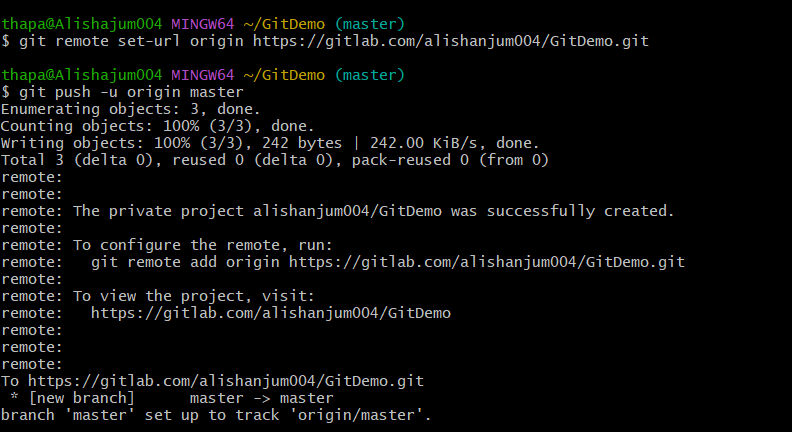 thapa@Alishajum004 MINGW64 ~/GitDemo (master)
$ git remote set-url origin https://gitlab.com/alishanjum004/GitDemo.git
thapa@Alishajum004 MINGW64 ~/GitDemo (master)
$ git push -u origin master
Enumerating objects: 3, done.
Counting objects: 100% (3/3), done.
Writing objects: 100% (3/3), 242 bytes | 242.00 KiB/s, done.
Total 3 (delta 0), reused 0 (delta 0), pack-reused 0 (from 0)
remote:
remote:
remote: The private project alishanjum004/GitDemo was successfully created.
remote:
remote: To configure the remote, run:
remote:   git remote add origin https://gitlab.com/alishanjum004/GitDemo.git
remote:
remote: To view the project, visit:
remote:   https://gitlab.com/alishanjum004/GitDemo
remote:
remote:
remote:
To https://gitlab.com/alishanjum004/GitDemo.git
 * [new branch]      master -> master
branch 'master' set up to track 'origin/master'.